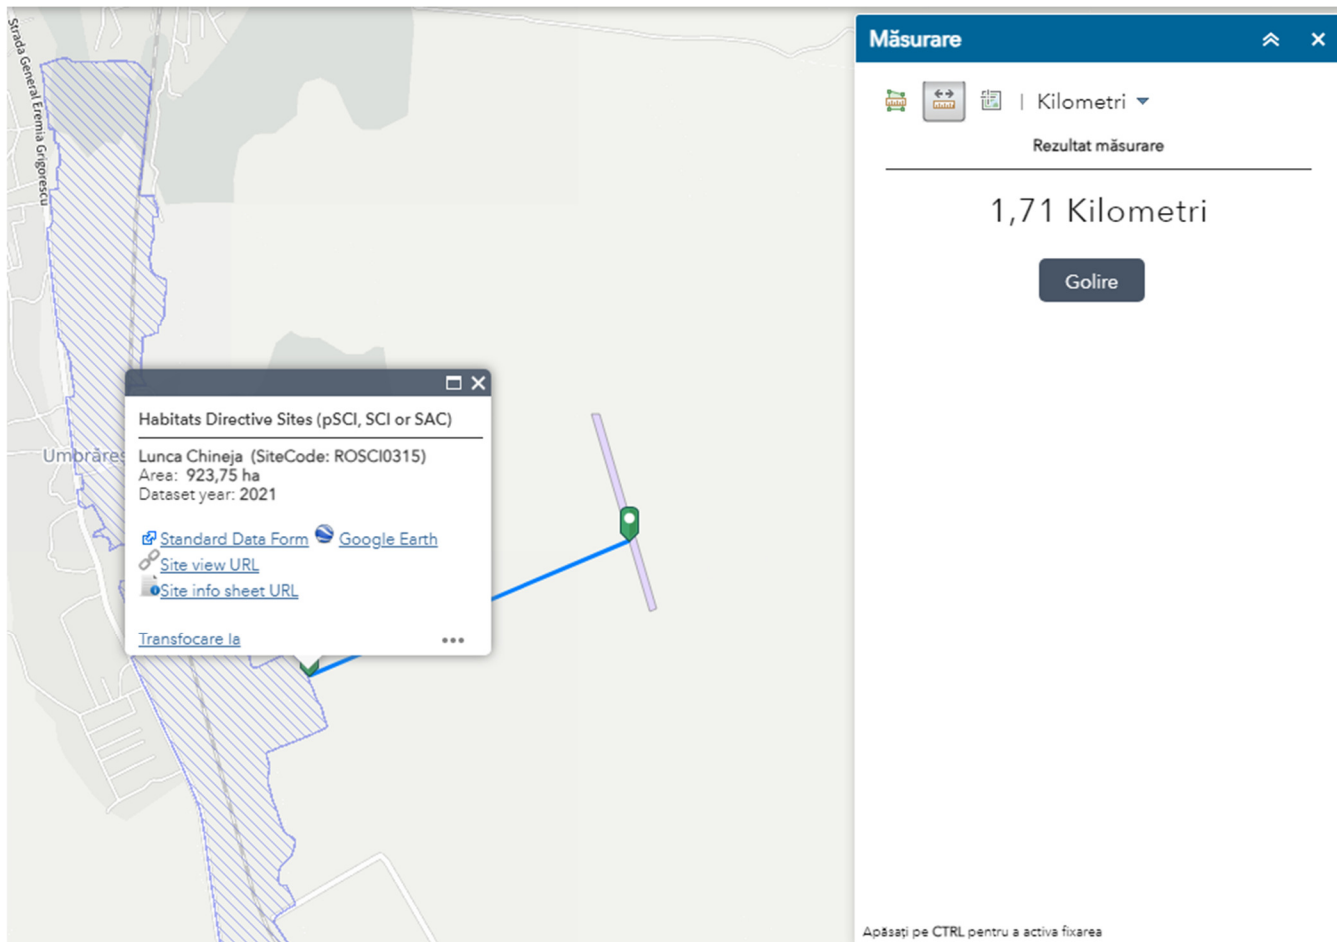 Strada General Eremia Grigorescu
Măsurare
| Kilometri
Rezultat măsurare
1,71 Kilometri
Golire
Habitats Directive Sites (pSCI, SCI or SAC)
Umbrăreș
Lunca Chineja (SiteCode: ROSCI0315)
Area: 923,75 ha
Dataset year: 2021
Standard Data Form Google Earth
Site view URL
Site info sheet URL
Transfocare la
Apăsați pe CTRL pentru a activa fixarea